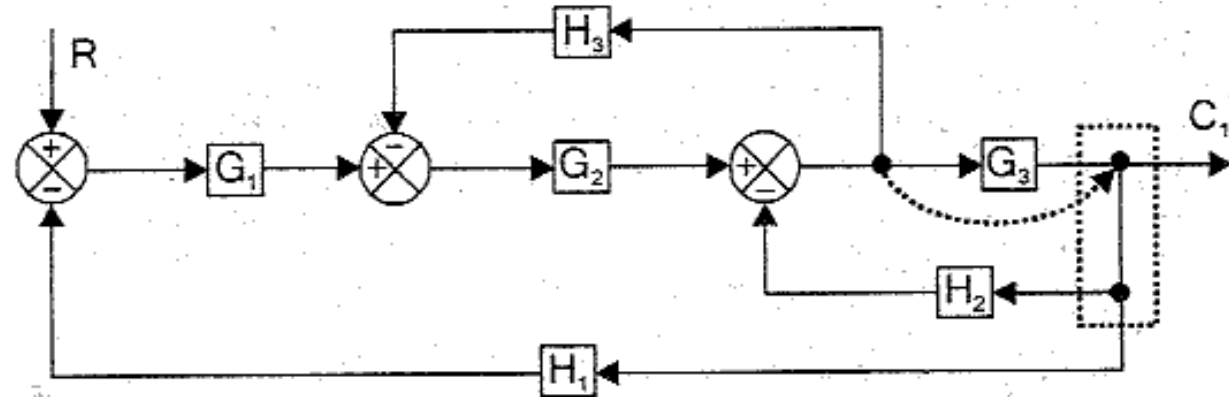 H₃
R
C₁
+ − G₁ + − G₂ + − G₃
H₂
H₁